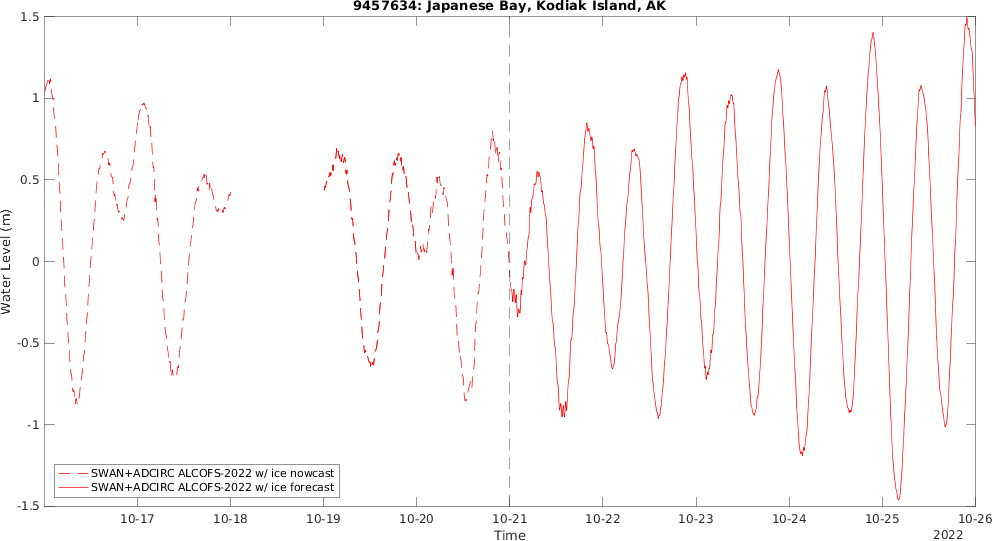 9457634: Japanese Bay, Kodiak Island, AK
1.5
1
0.5
0
-0.5
-1
-1.5
Water Level (m)
SWAN+ADCIRC ALCOFS-2022 w/ ice nowcast
SWAN+ADCIRC ALCOFS-2022 w/ ice forecast
10-17 10-18 10-19 10-20 10-21 10-22 10-23 10-24 10-25 10-26
Time
2022